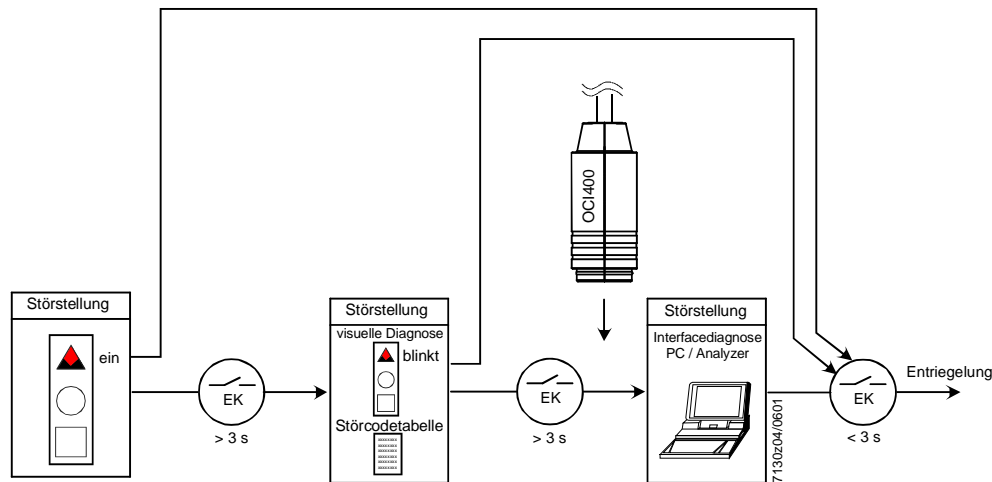 OCI400
Störstellung
ein
EK
> 3 s
Störstellung
visuelle Diagnose
blinkt
Störcodetabelle
EK
> 3 s
Störstellung
Interfacediagnose
PC / Analyzer
7130z04/0601
EK
< 3 s
Entriegelung